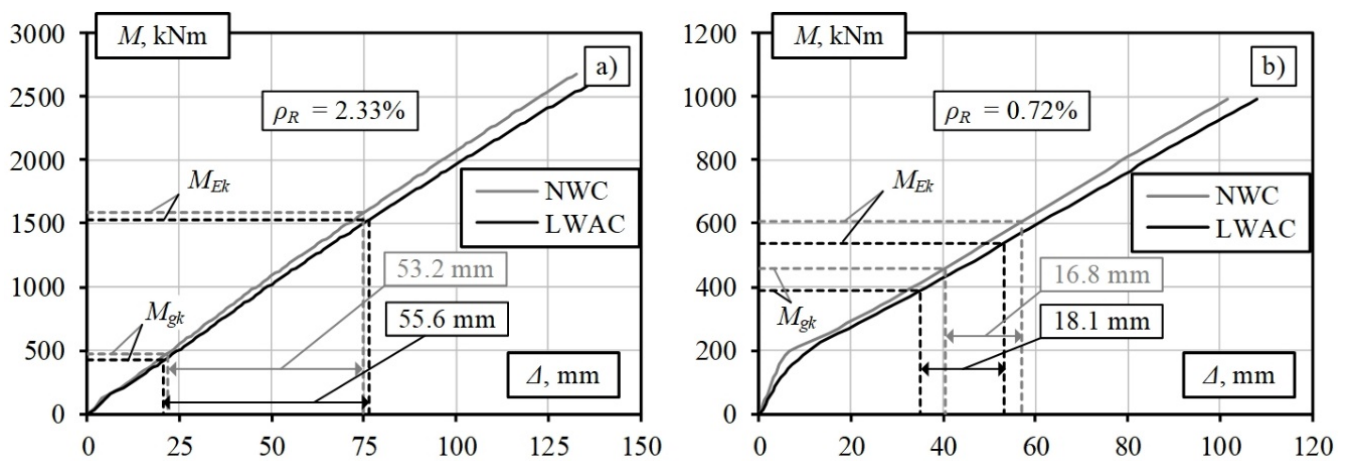 3000
M, kNm
a)
2500
ρR = 2.33%
2000
MEk
NWC
LWAC
1500
53.2 mm
1000
Mgk
55.6 mm
500
Δ, mm
0
0 25 50 75 100 125 150
1200
M, kNm
b)
1000
ρR = 0.72%
800
MEk
NWC
LWAC
600
16.8 mm
400
Mgk
18.1 mm
200
Δ, mm
0
0 20 40 60 80 100 120